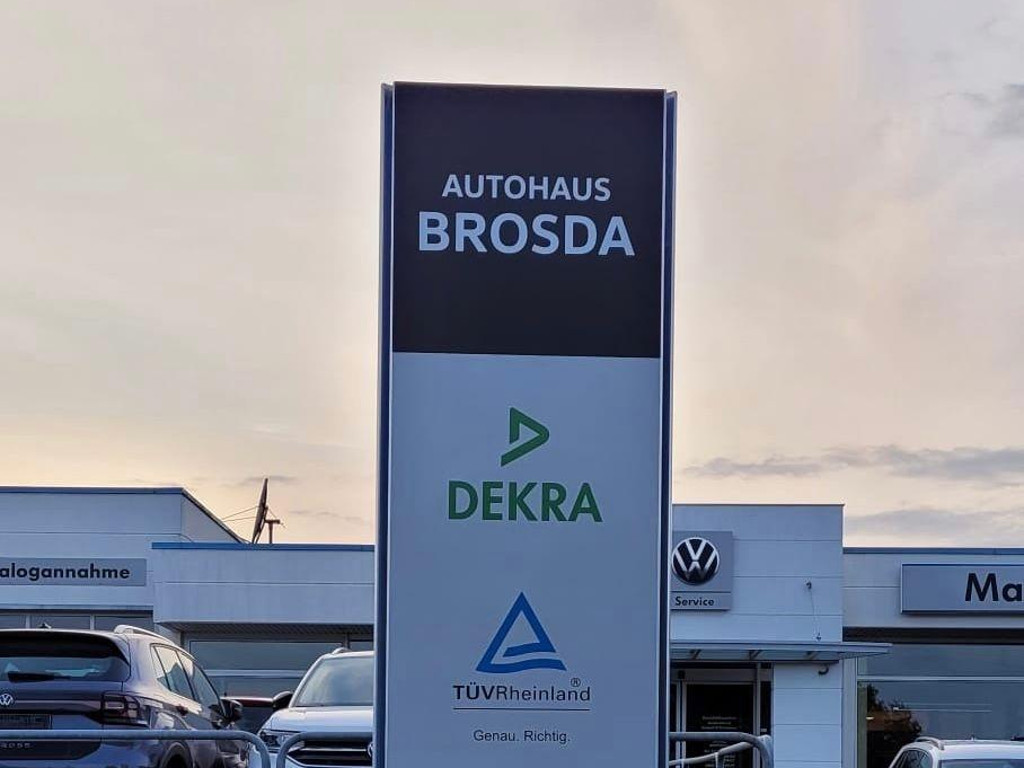 AUTOHAUS
BROSDA
DEKRA
TÜVRheinland®
Genau. Richtig.
alogannahme
Service
Ma